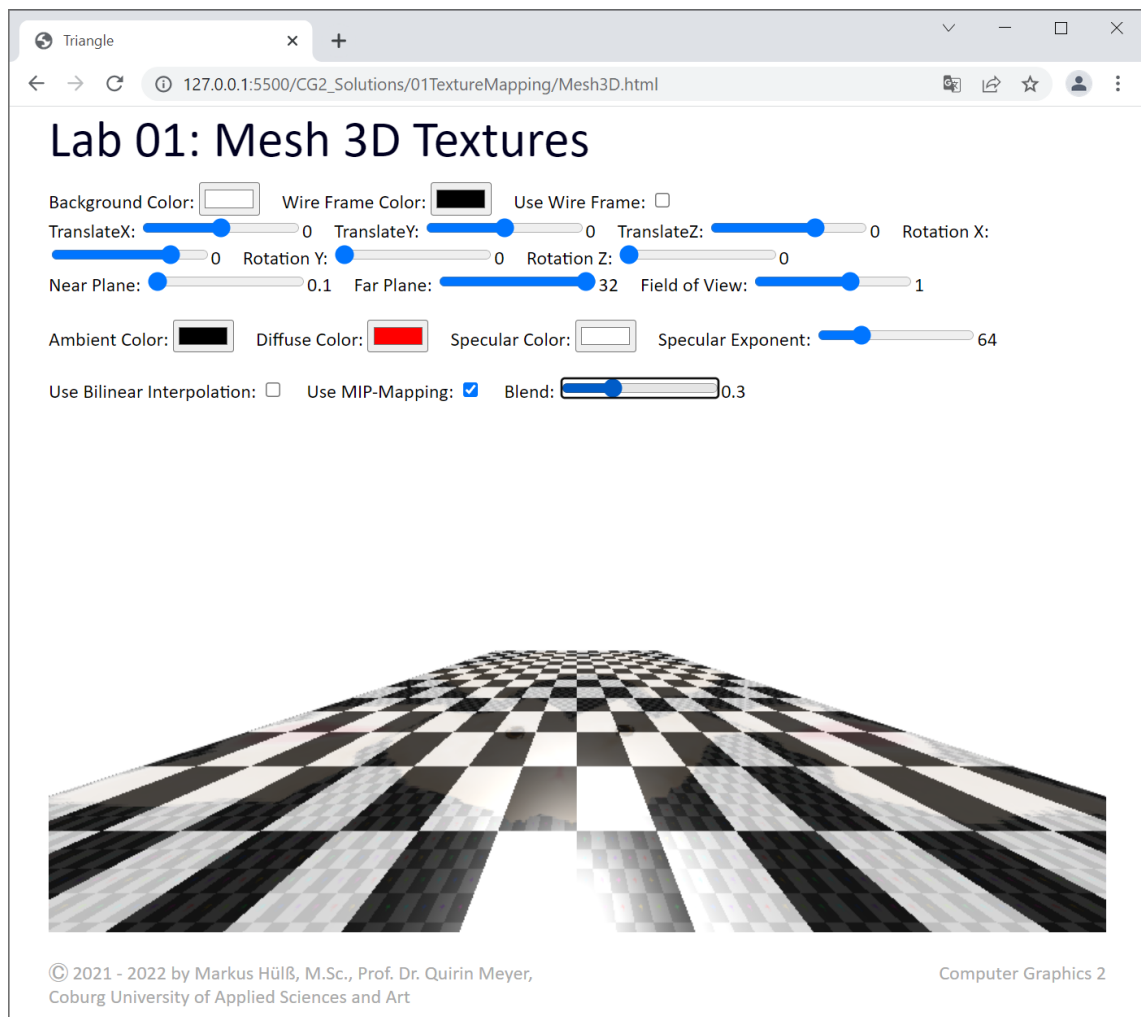 Triangle
127.0.0.1:5500/CG2_Solutions/01TextureMapping/Mesh3D.html
Lab 01: Mesh 3D Textures
Background Color: Wire Frame Color: Use Wire Frame:
TranslateX: 0 TranslateY: 0 TranslateZ: 0 Rotation X:
0 Rotation Y: 0 Rotation Z: 0
Near Plane: 0.1 Far Plane: 32 Field of View: 1
Ambient Color: Diffuse Color: Specular Color: Specular Exponent: 64
Use Bilinear Interpolation: Use MIP-Mapping: Blend: 0.3
Ⓒ 2021 - 2022 by Markus Hülß, M.Sc., Prof. Dr. Quirin Meyer, Computer Graphics 2
Coburg University of Applied Sciences and Art